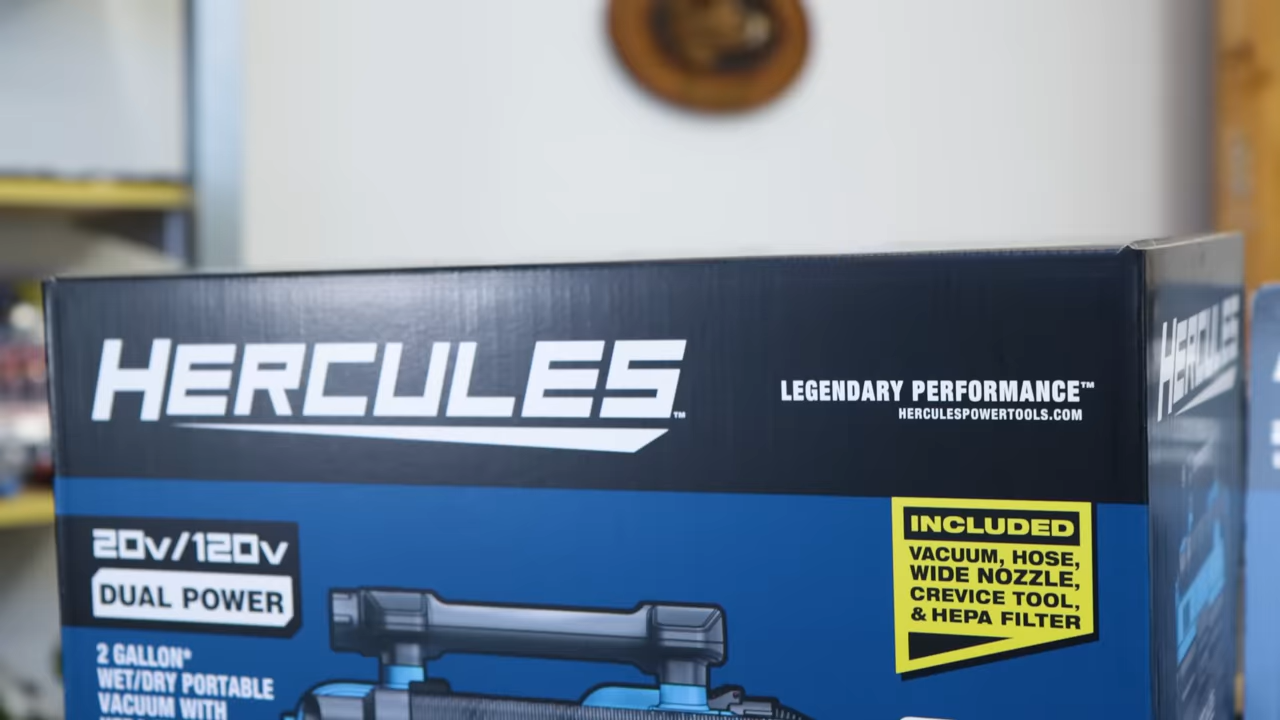 HERCULES™
LEGENDARY PERFORMANCE™
HERCULESPOWERTOOLS.COM
20V/120V
DUAL POWER
INCLUDED
VACUUM, HOSE,
WIDE NOZZLE,
CREVICE TOOL,
& HEPA FILTER
2 GALLON*
WET/DRY PORTABLE
VACUUM WITH
HERCULES